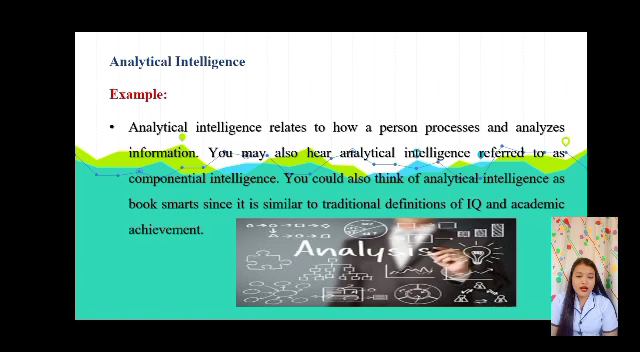 Analytical Intelligence
Example:
• Analytical intelligence relates to how a person processes and analyzes
information. You may also hear analytical intelligence referred to as
componential intelligence. You could also think of analytical intelligence as
book smarts since it is similar to traditional definitions of IQ and academic
achievement.
Analysis